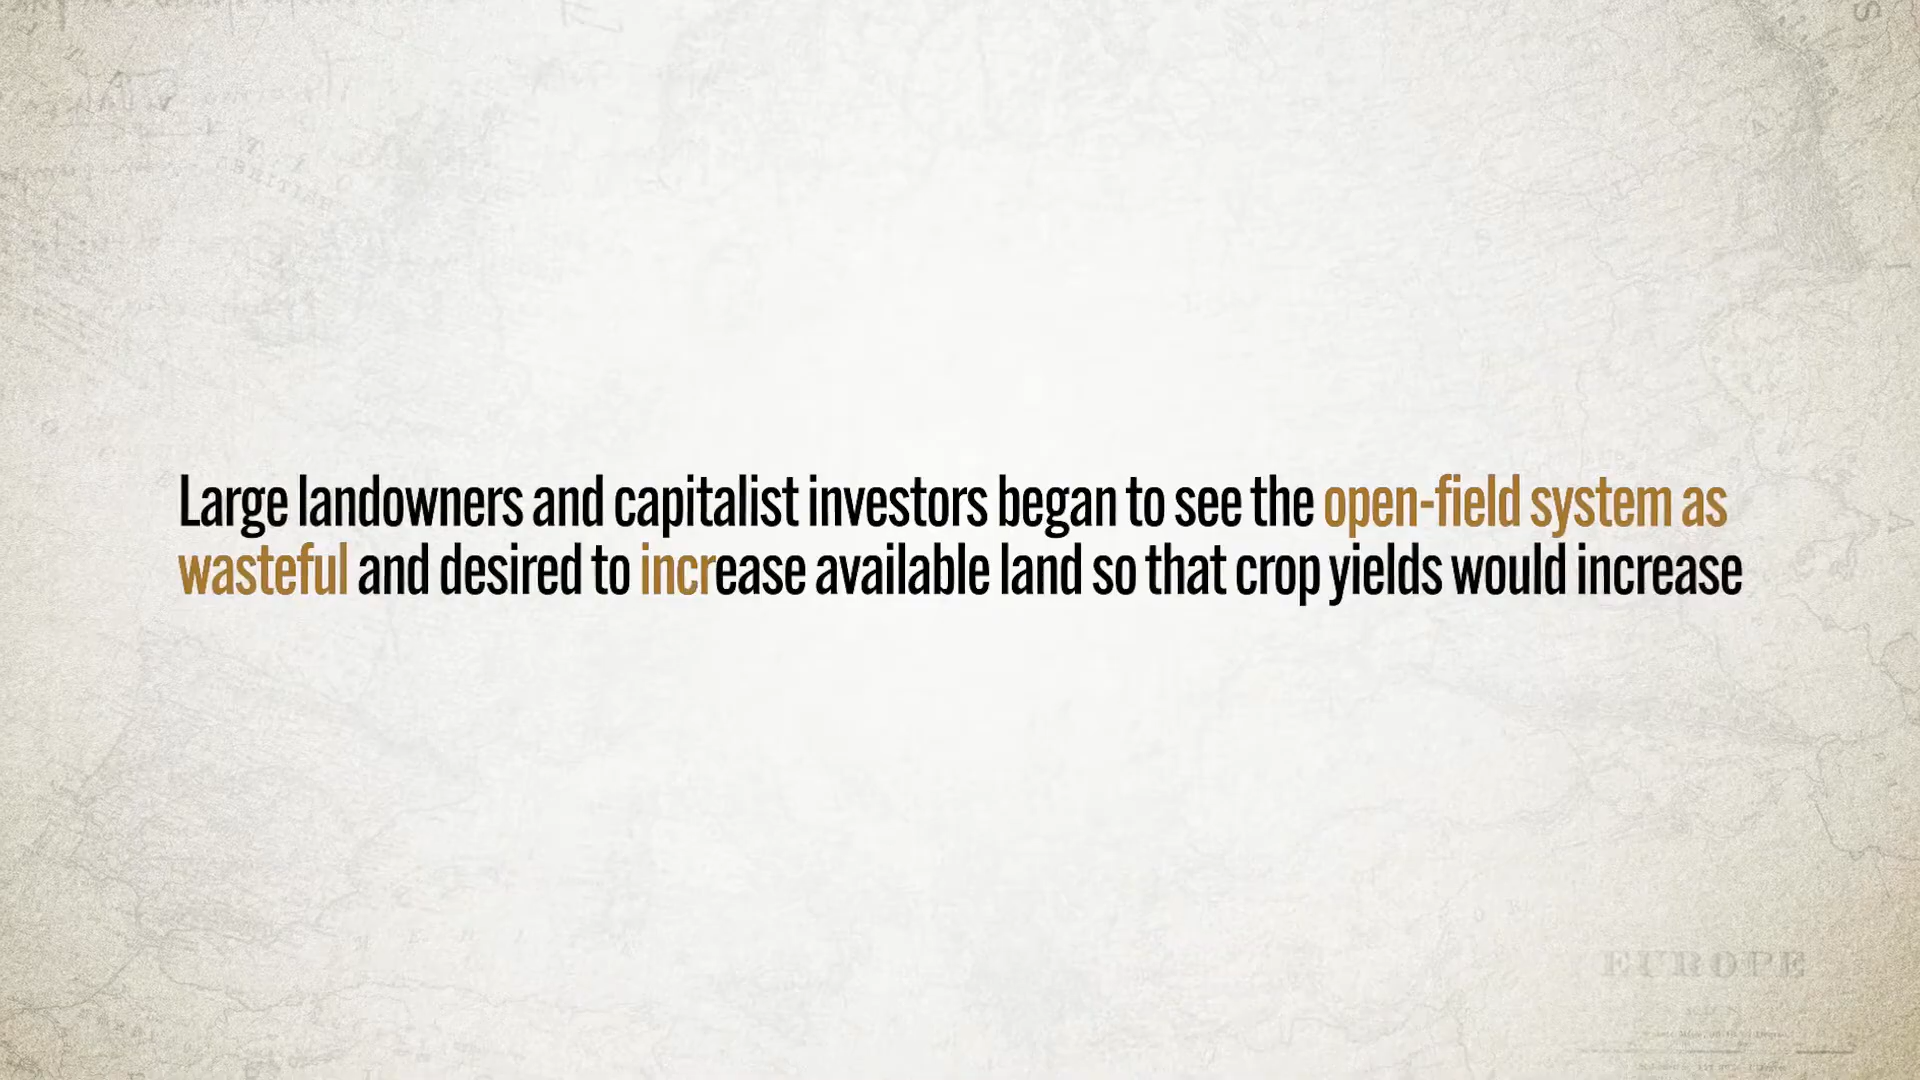 Large landowners and capitalist investors began to see the open-field system as
wasteful and desired to increase available land so that crop yields would increase
EUROPE